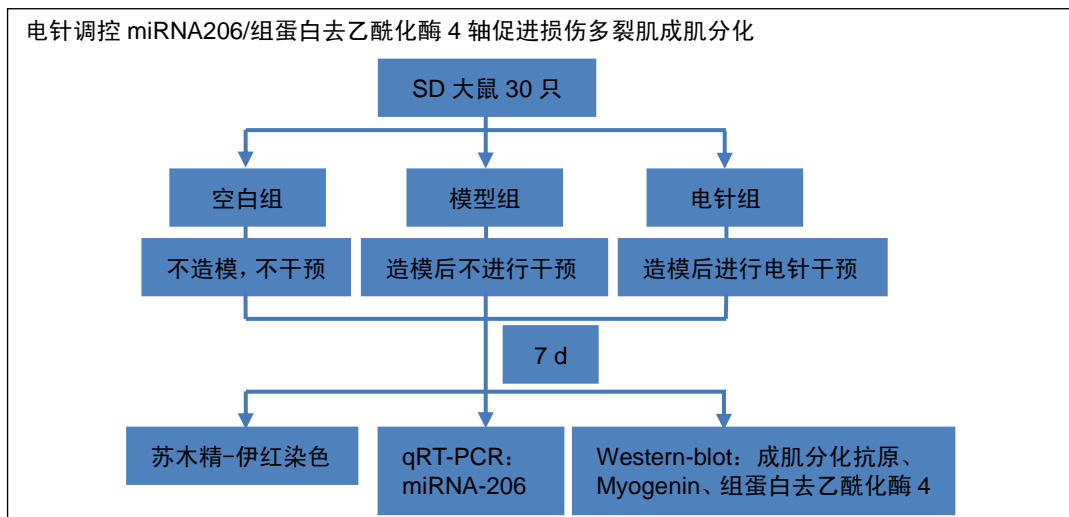 电针调控 miRNA206/组蛋白去乙酰化酶 4 轴促进损伤多裂肌成肌分化
SD 大鼠 30 只
空白组
模型组
电针组
不造模，不干预
造模后不进行干预
造模后进行电针干预
7 d
苏木精-伊红染色
qRT-PCR：
miRNA-206
Western-blot：成肌分化抗原、
Myogenin、组蛋白去乙酰化酶 4